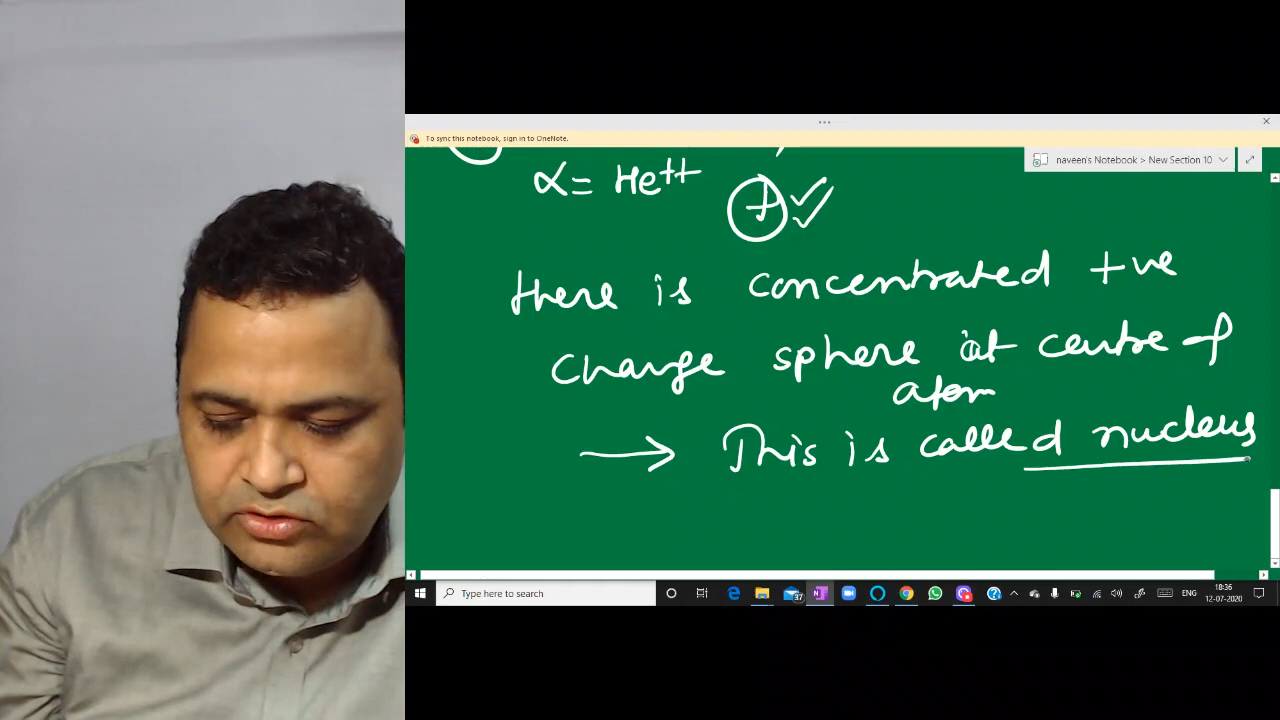 To sync this notebook, sign in to OneNote.
naveen's Notebook > New Section 10
α = He++
+
there is concentrated +ve
charge sphere at centre of
atom
→ This is called nucleus
Type here to search
37
ENG
18:36
12-07-2020